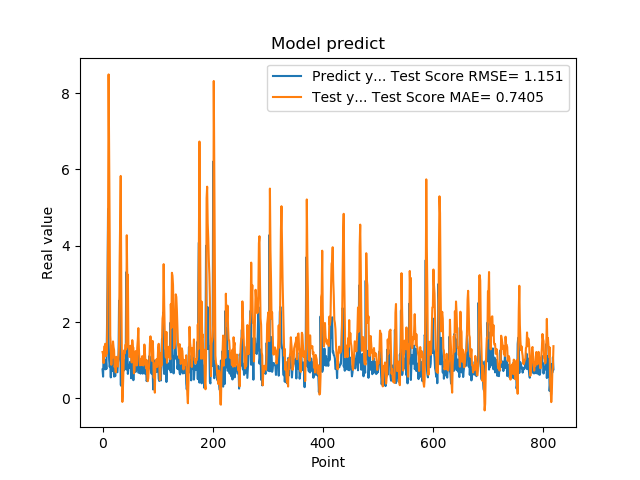 Model predict
Predict y... Test Score RMSE= 1.151
Test y... Test Score MAE= 0.7405
Real value
8
6
4
2
0
0 200 400 600 800
Point